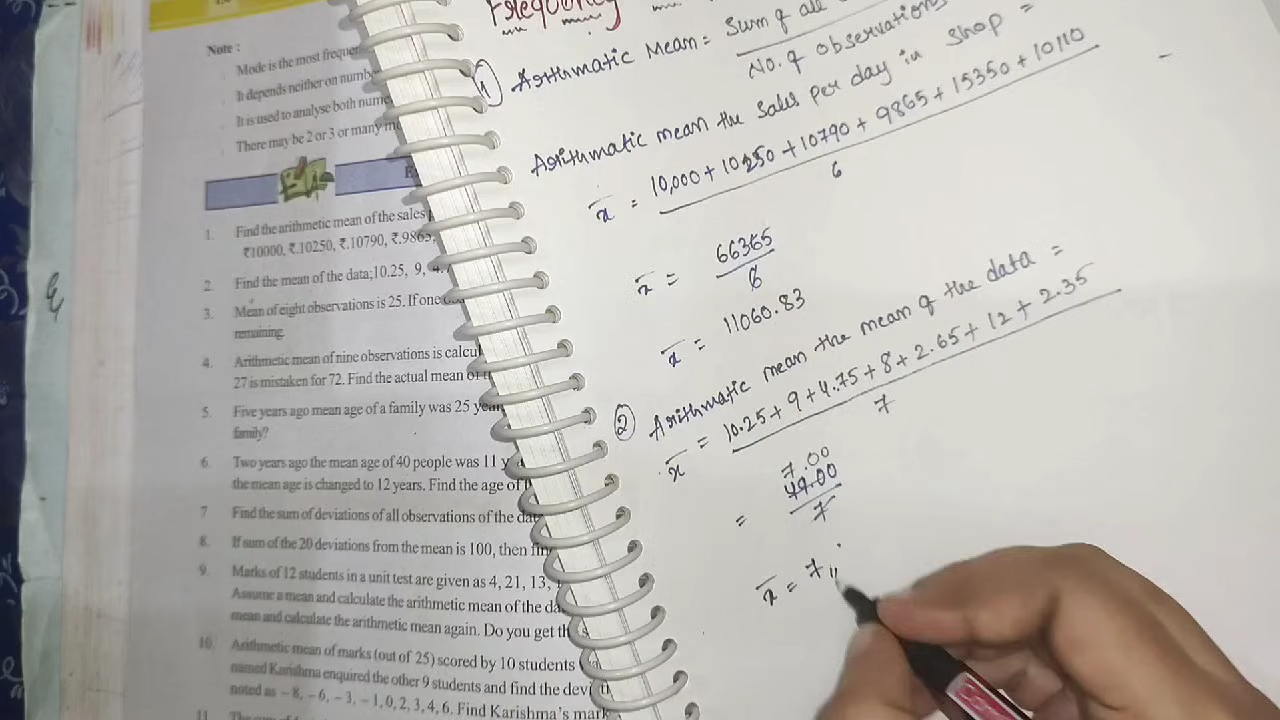 Note :
Mode is the most frequen
It depends neither on numb
It is used to analyse both nume
There may be 2 or 3 or many m
1. Find the arithmetic mean of the sales
₹10000, ₹.10250, ₹.10790, ₹.9865,
2. Find the mean of the data;10.25, 9, 4.
3. Mean of eight observations is 25. If one
remaining.
4. Arithmetic mean of nine observations is calcul
27 is mistaken for 72. Find the actual mean of
5. Five years ago mean age of a family was 25 year
family?
6. Two years ago the mean age of 40 people was 11 y
the mean age is changed to 12 years. Find the age of
7 Find the sum of deviations of all observations of the dat
8. If sum of the 20 deviations from the mean is 100, then fin
9. Marks of 12 students in a unit test are given as 4, 21, 13,
Assume a mean and calculate the arithmetic mean of the da
mean and calculate the arithmetic mean again. Do you get th
10. Arithmetic mean of marks (out of 25) scored by 10 students
named Karishma enquired the other 9 students and find the devi
noted as −8, −6, −3, −1, 0, 2, 3, 4, 6. Find Karishma's mark
11
Frequency
1 Arithmatic Mean = Sum of all
No. of observations
Arithmatic mean the sales per day in shop =
x̄ = 10,000 + 10250 + 10790 + 9865 + 15350 + 10110
6
x̄ = 66365
6
x̄ = 11060.83
2 Arithmatic mean the mean of the data =
x̄ = 10.25 + 9 + 4.75 + 8 + 2.65 + 12 + 2.35
7
7.00
= 49.00
7
x̄ = 7